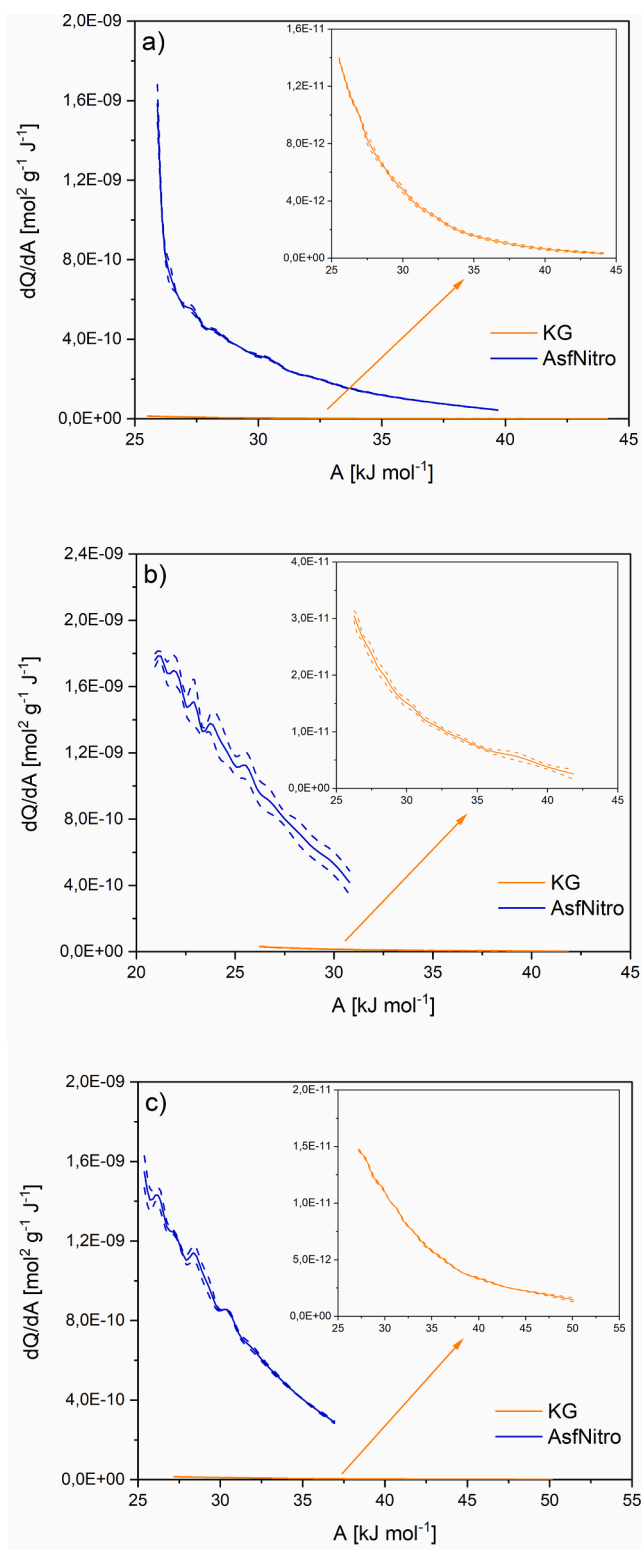 a)
2,0E-09
1,6E-09
1,2E-09
8,0E-10
4,0E-10
0,0E+00
dQ/dA [mol² g⁻¹ J⁻¹]
25 30 35 40 45
A [kJ mol⁻¹]
1,6E-11
1,2E-11
8,0E-12
4,0E-12
0,0E+00
25 30 35 40 45
KG
AsfNitro
b)
2,4E-09
2,0E-09
1,6E-09
1,2E-09
8,0E-10
4,0E-10
0,0E+00
dQ/dA [mol² g⁻¹ J⁻¹]
20 25 30 35 40 45
A [kJ mol⁻¹]
4,0E-11
3,0E-11
2,0E-11
1,0E-11
0,0E+00
25 30 35 40 45
KG
AsfNitro
c)
2,0E-09
1,6E-09
1,2E-09
8,0E-10
4,0E-10
0,0E+00
dQ/dA [mol² g⁻¹ J⁻¹]
25 30 35 40 45 50 55
A [kJ mol⁻¹]
2,0E-11
1,5E-11
1,0E-11
5,0E-12
0,0E+00
25 30 35 40 45 50 55
KG
AsfNitro